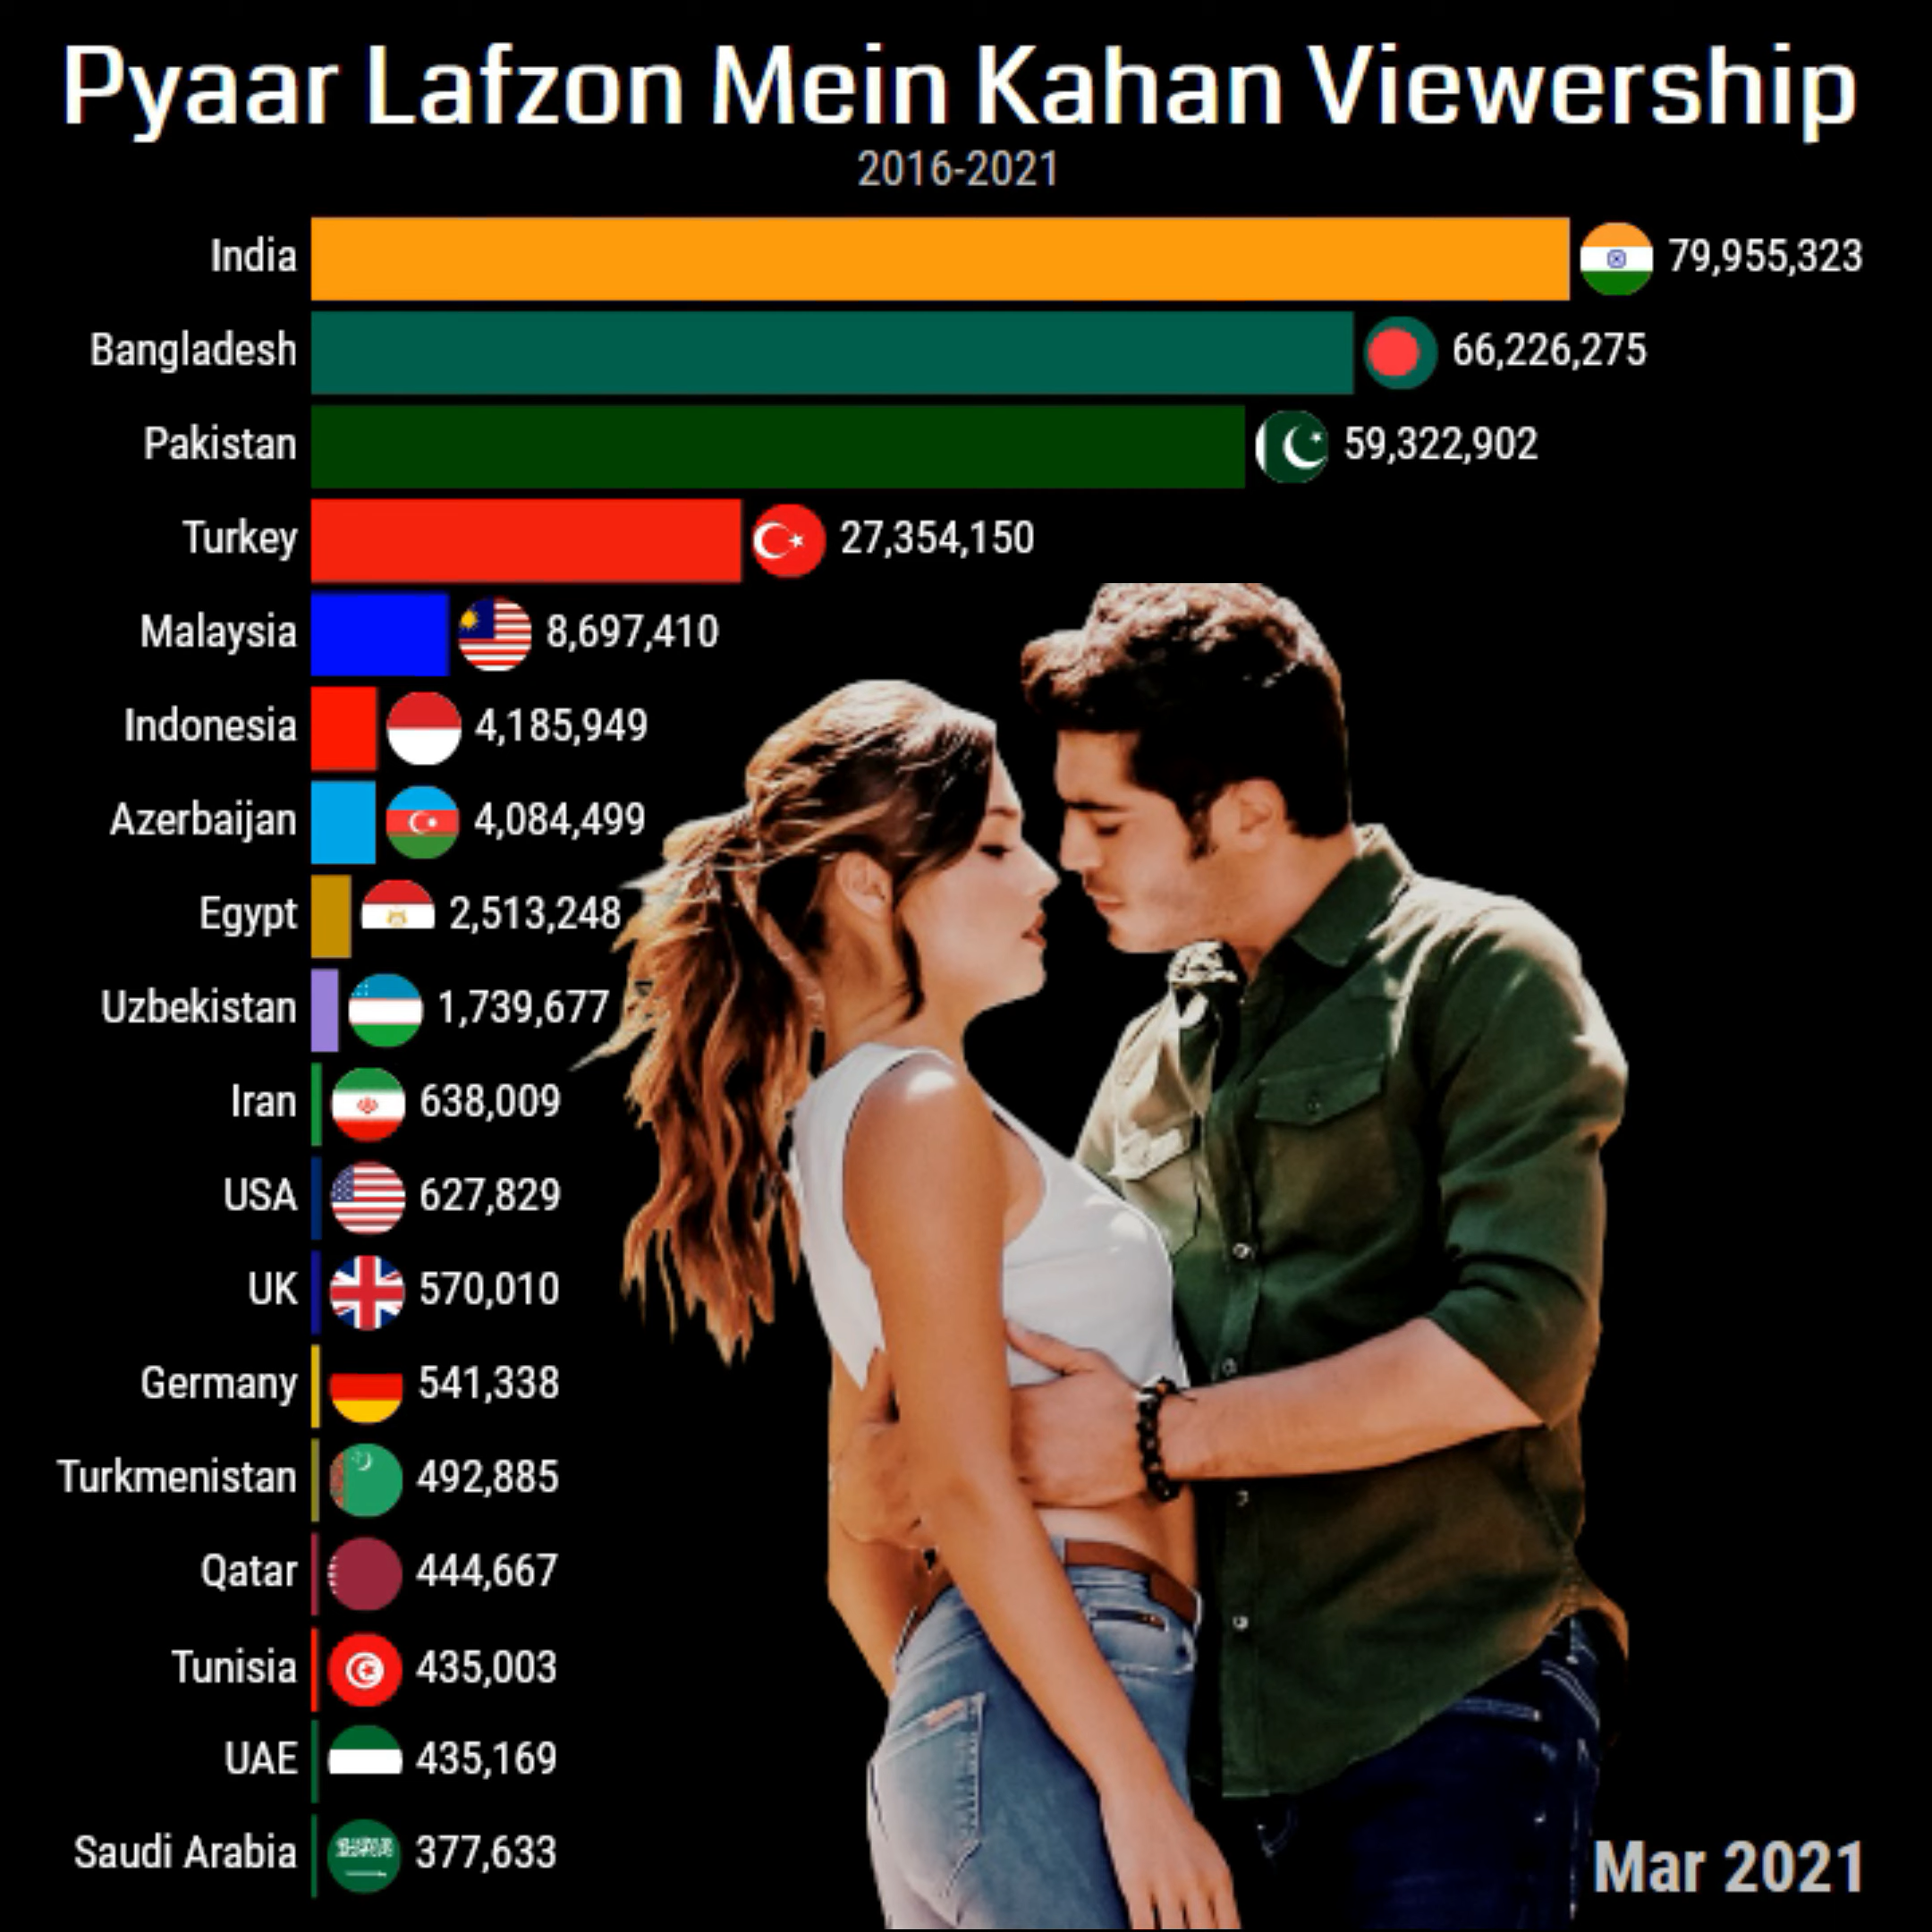 Pyaar Lafzon Mein Kahan Viewership
2016-2021
India 79,955,323
Bangladesh 66,226,275
Pakistan 59,322,902
Turkey 27,354,150
Malaysia 8,697,410
Indonesia 4,185,949
Azerbaijan 4,084,499
Egypt 2,513,248
Uzbekistan 1,739,677
Iran 638,009
USA 627,829
UK 570,010
Germany 541,338
Turkmenistan 492,885
Qatar 444,667
Tunisia 435,003
UAE 435,169
Saudi Arabia 377,633
Mar 2021